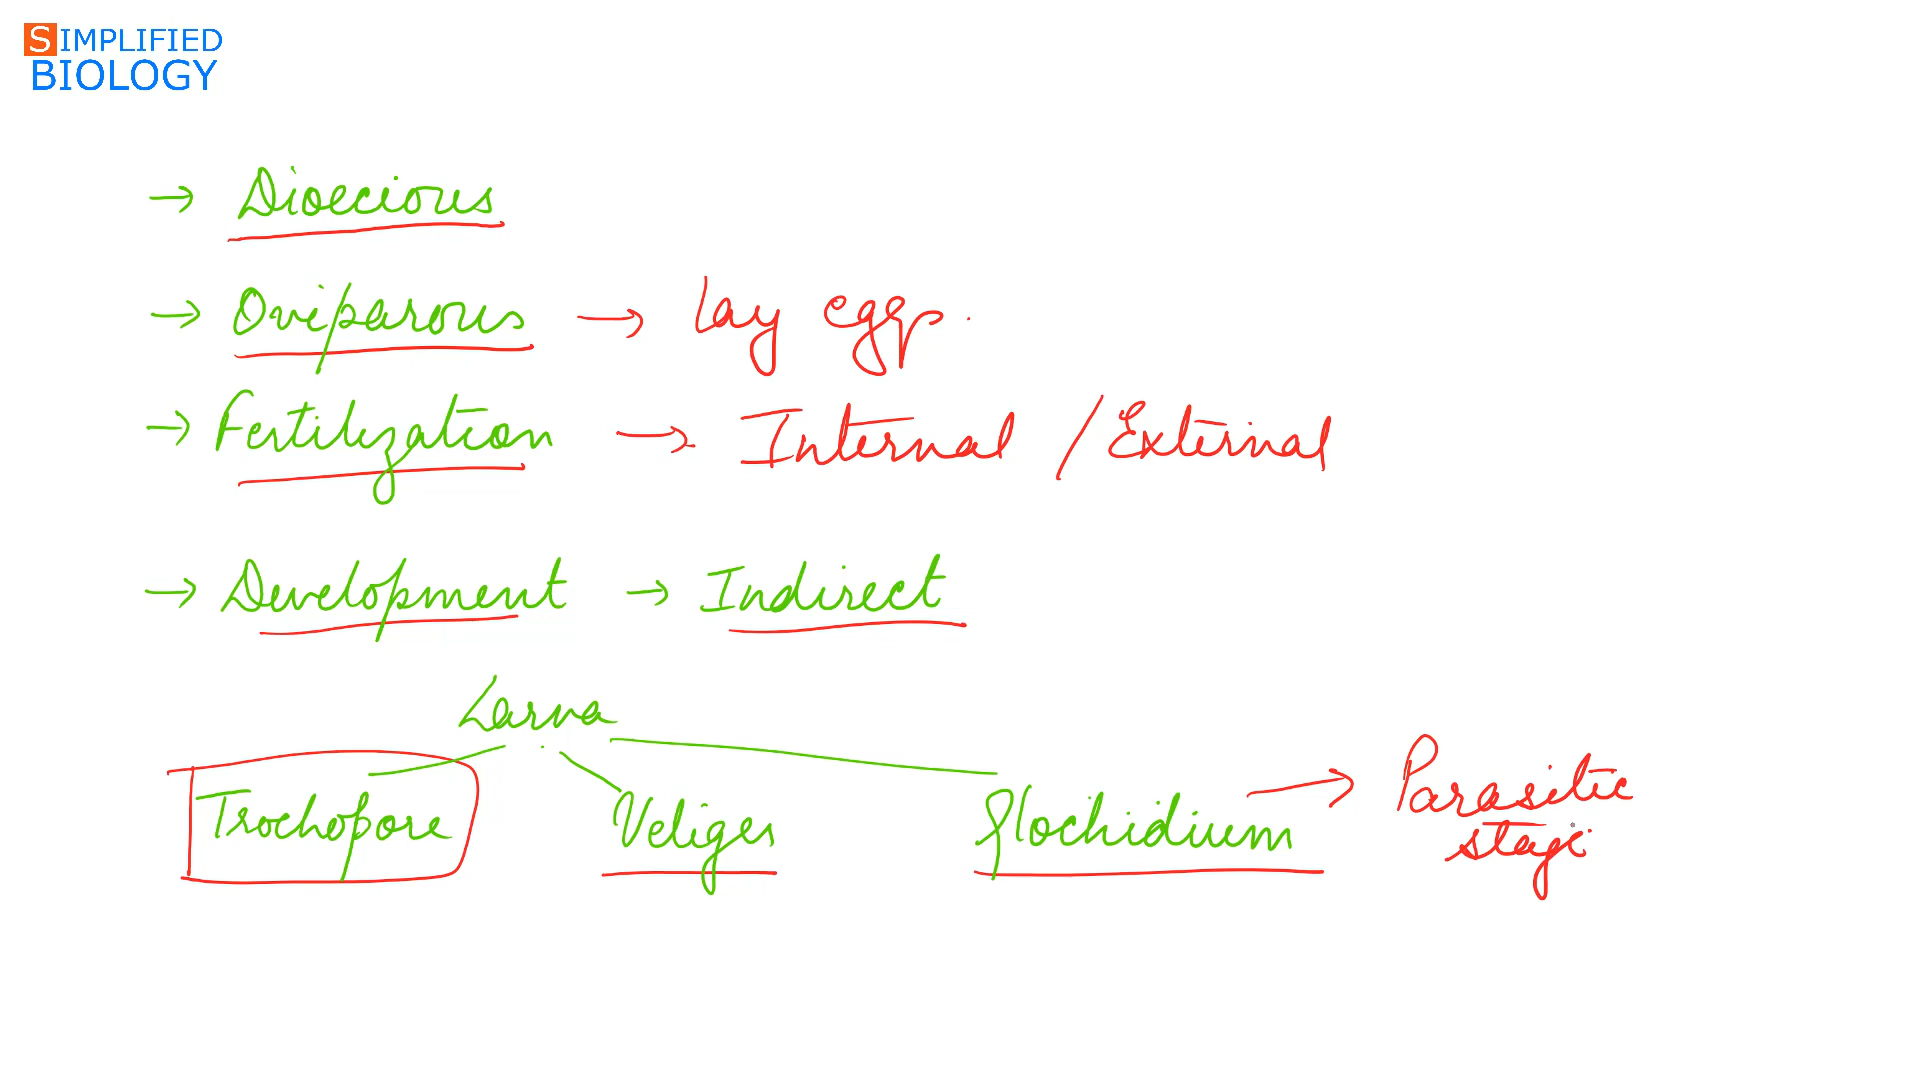 SIMPLIFIED
BIOLOGY
→ Dioecious
→ Oviparous → Lay eggs.
→ Fertilization → Internal / External
→ Development → Indirect
Larva
Trochopore Veliger Glochidium → Parasitic
stage